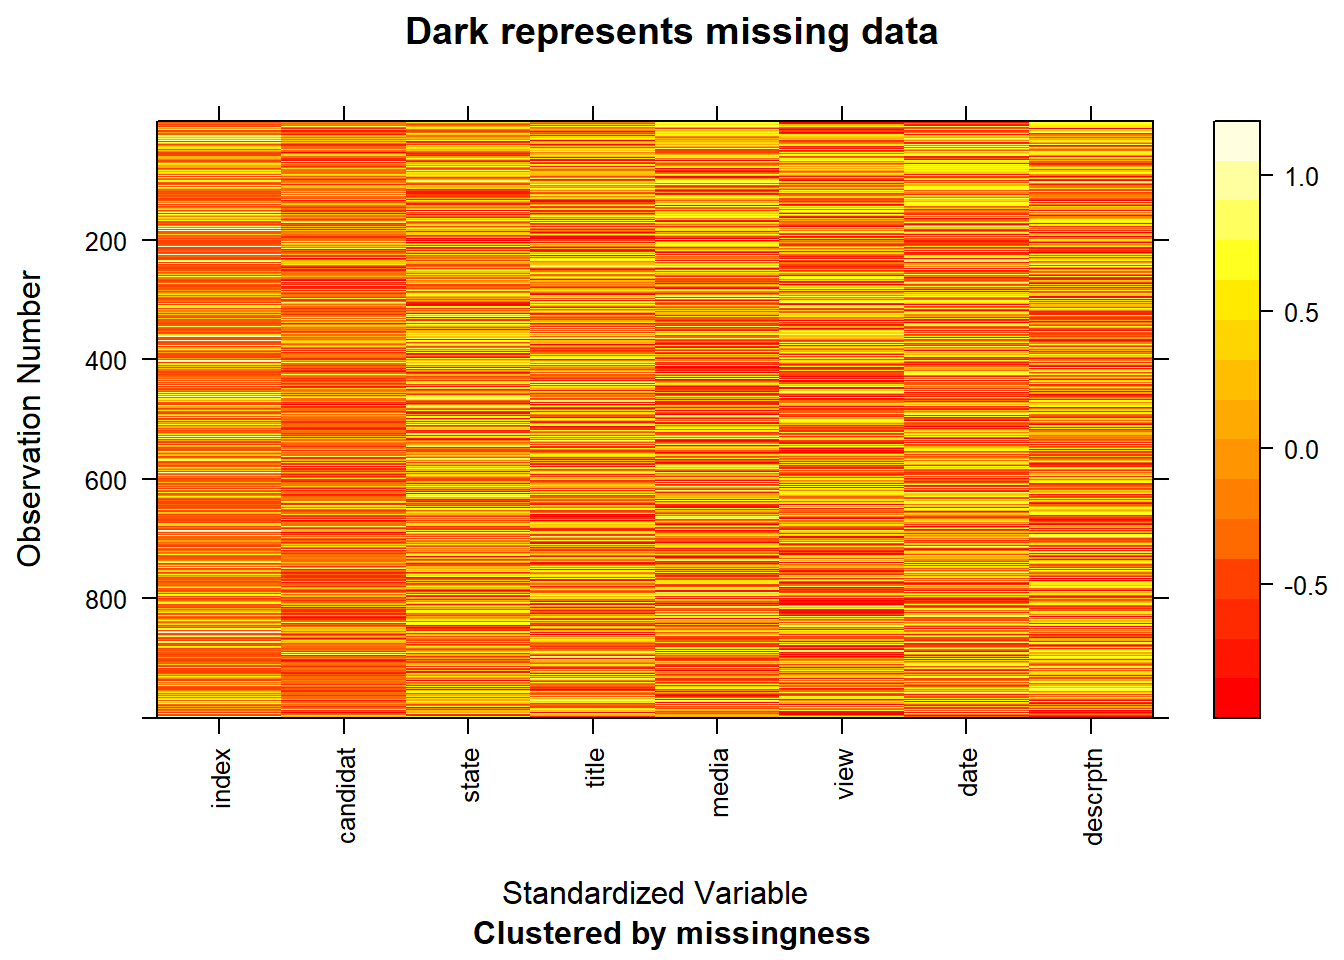 Dark represents missing data
Observation Number
200
400
600
800
1.0
0.5
0.0
-0.5
index
candidat
state
title
media
view
date
descrptn
Standardized Variable
Clustered by missingness